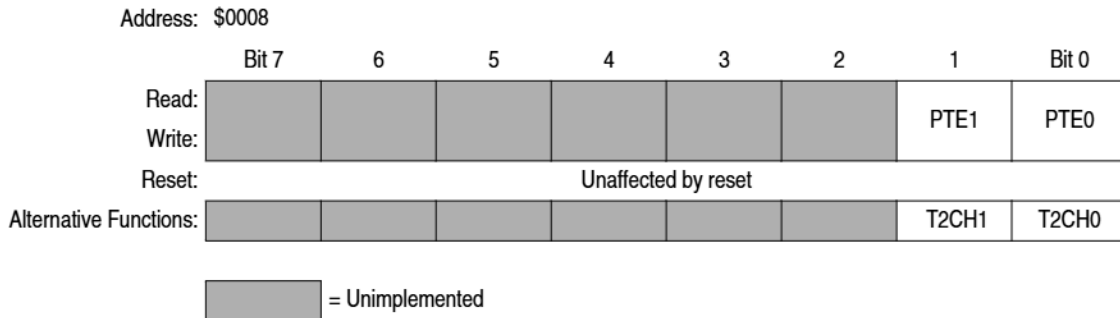 Address: $0008
Bit 7 6 5 4 3 2 1 Bit 0
Read:
PTE1 PTE0
Write:
Reset: Unaffected by reset
Alternative Functions: T2CH1 T2CH0
= Unimplemented